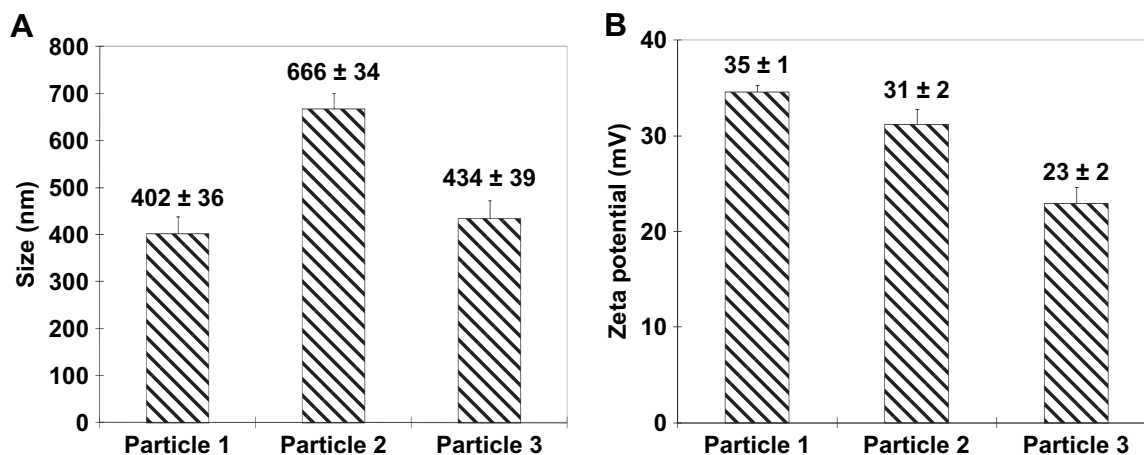 A
800
700
600
500
400
300
200
100
0
Size (nm)
402 ± 36
666 ± 34
434 ± 39
Particle 1 Particle 2 Particle 3
B
40
30
20
10
0
Zeta potential (mV)
35 ± 1
31 ± 2
23 ± 2
Particle 1 Particle 2 Particle 3